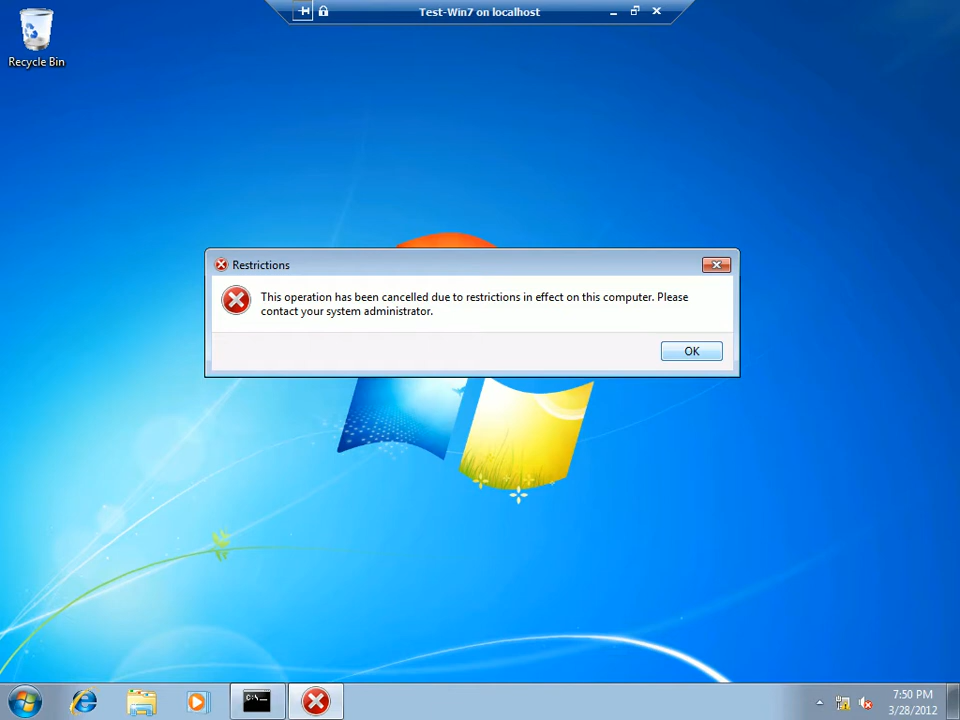 Test-Win7 on localhost
Recycle Bin
Restrictions
This operation has been cancelled due to restrictions in effect on this computer. Please
contact your system administrator.
OK
C:\_
7:50 PM
3/28/2012